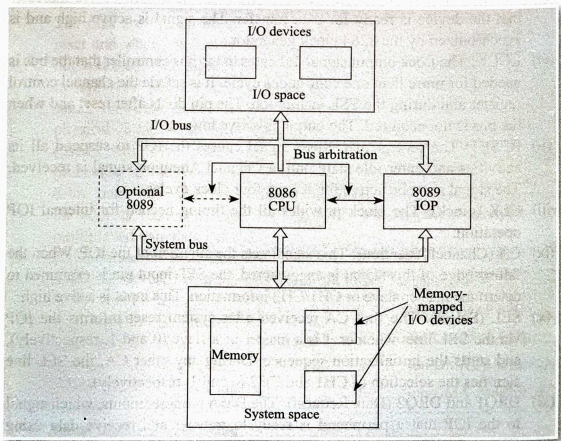 I/O devices
I/O space
I/O bus
Bus arbitration
Optional
8089
8086
CPU
8089
IOP
System bus
Memory-
mapped
I/O devices
Memory
System space